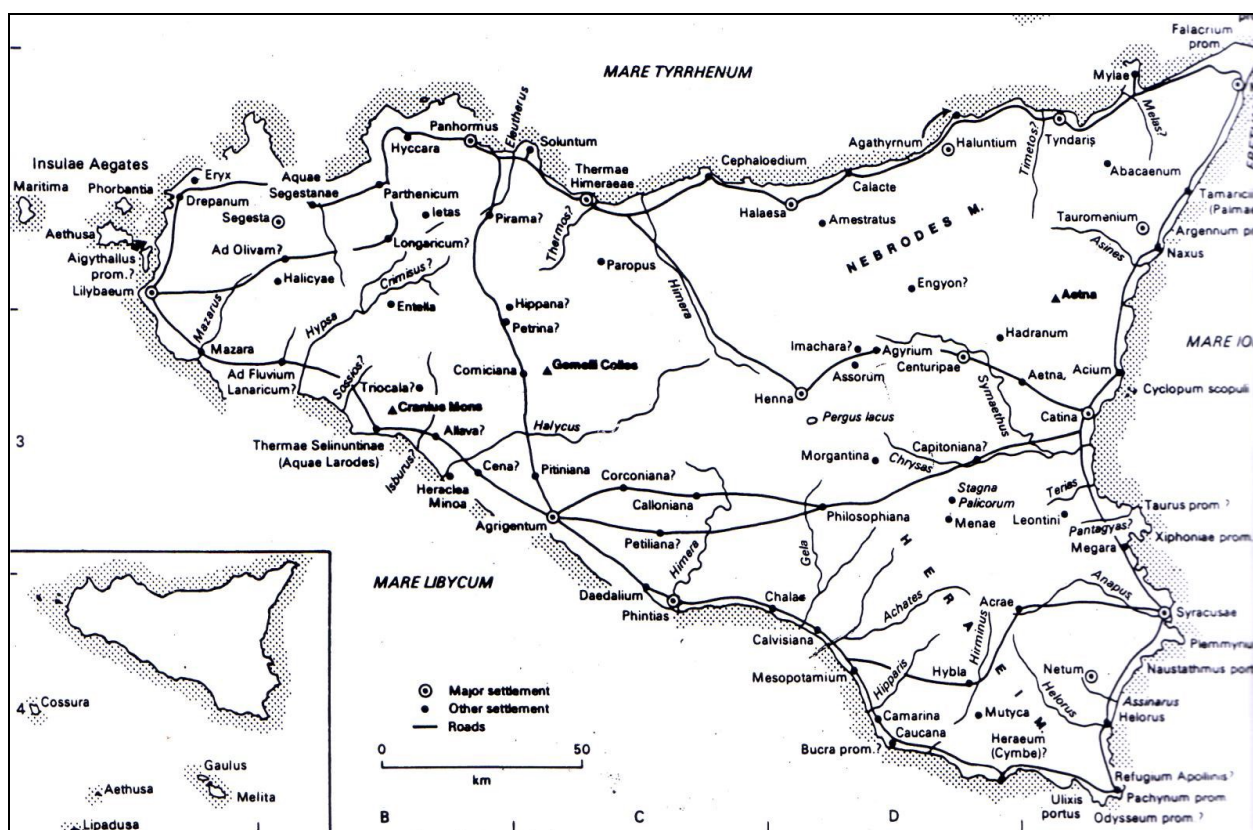 Falacrium
prom.
MARE TYRRHENUM
Mylae
Melas?
Eleutherus
Panhormus
Soluntum
Hyccara
Agathyrnum
Haluntium
Timetos?
Tyndaris
Abacaenum
Insulae Aegates
Maritima
Phorbantia
Eryx
Aquae
Segestanae
Drepanum
Segesta
Parthenicum
Ietas
Pirama?
Thermae
Himeraeae
Cephaloedium
Calacte
Halaesa
Amestratus
Tauromenium
Argennum
Aethusa
Aigythallus
prom.?
Lilybaeum
Ad Olivam?
Longaricum?
Halicyae
Crimisus?
Entella
Thermos?
Paropus
Himera
NEBRODES M.
Asines
Naxus
Engyon?
Aetna
Hippana?
Petrina?
Mazarus
Hypsa
Mazara
Ad Fluvium
Lanaricum?
Sossios?
Triocala?
Cranius Mons
Comiciana
Gemelli Colles
Imachara?
Agyrium
Assorum
Centuripae
Hadranum
Aetna
Acium
Cyclopum scopuli
Symaethus
Catina
Henna
Pergus lacus
3
Thermae Selinuntinae
(Aquae Larodes)
Allava?
Isburus?
Halycus
Heraclea
Minoa
Cena?
Pitiniana
Corconiana?
Calloniana
Morgantina
Chrysas
Capitoniana?
Stagna
Palicorum
Menae
Leontini
Terias
Taurus prom.?
Pantagyas?
Xiphoniae prom.
Megara
Agrigentum
Petiliana?
Philosophiana
Himera
Gela
MARE LIBYCUM
Daedalium
Phintias
Chalae
Calvisiana
Mesopotamium
Achates
HERAEI M.
Acrae
Anapus
Syracusae
Hipparis
Hybla
Hirminus
Netum
Helorus
Assinarus
Helorus
Camarina
Caucana
Mutyca
Heraeum
(Cymbe)?
Bucra prom.?
Refugium Apollinis?
Ulixis
portus
Pachynum prom.
Odysseum prom.?
4
Cossura
Gaulus
Aethusa
Melita
Lipadusa
Major settlement
Other settlement
Roads
0
50
km
B
C
D